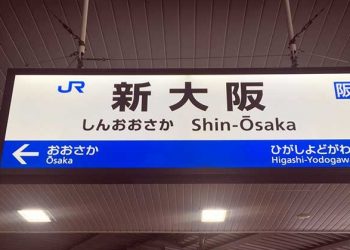 JR
新大阪
阪
しんおおさか Shin-Ōsaka
← おおさか
Ōsaka
ひがしよどがわ
Higashi-Yodogaw